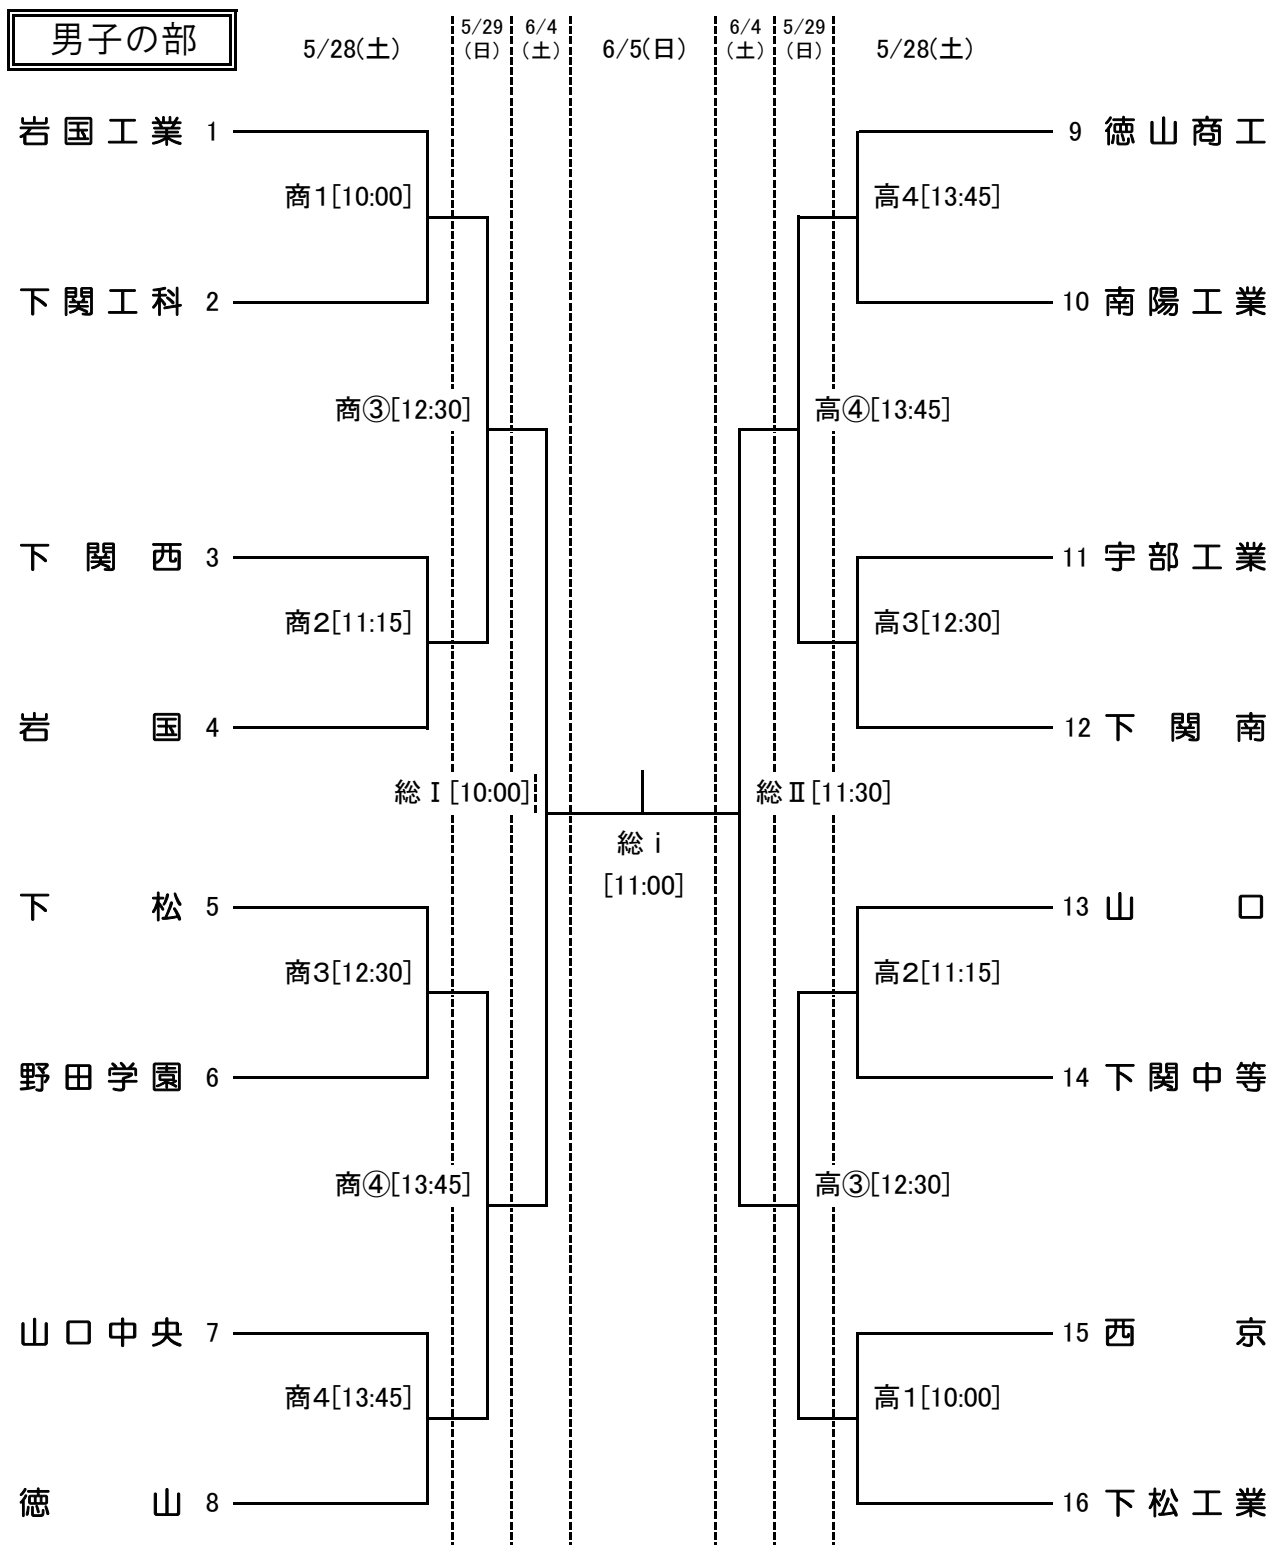 男子の部
5/28(土)
5/29
(日)
6/4
(土)
6/5(日)
6/4
(土)
5/29
(日)
5/28(土)
岩国工業 1
9 徳山商工
商1[10:00]
高4[13:45]
下関工科 2
10 南陽工業
商③[12:30]
高④[13:45]
下関西 3
11 宇部工業
商2[11:15]
高3[12:30]
岩国 4
12 下関南
総Ⅰ[10:00]
総Ⅱ[11:30]
総ⅰ
[11:00]
下松 5
13 山口
商3[12:30]
高2[11:15]
野田学園 6
14 下関中等
商④[13:45]
高③[12:30]
山口中央 7
15 西京
商4[13:45]
高1[10:00]
徳山 8
16 下松工業